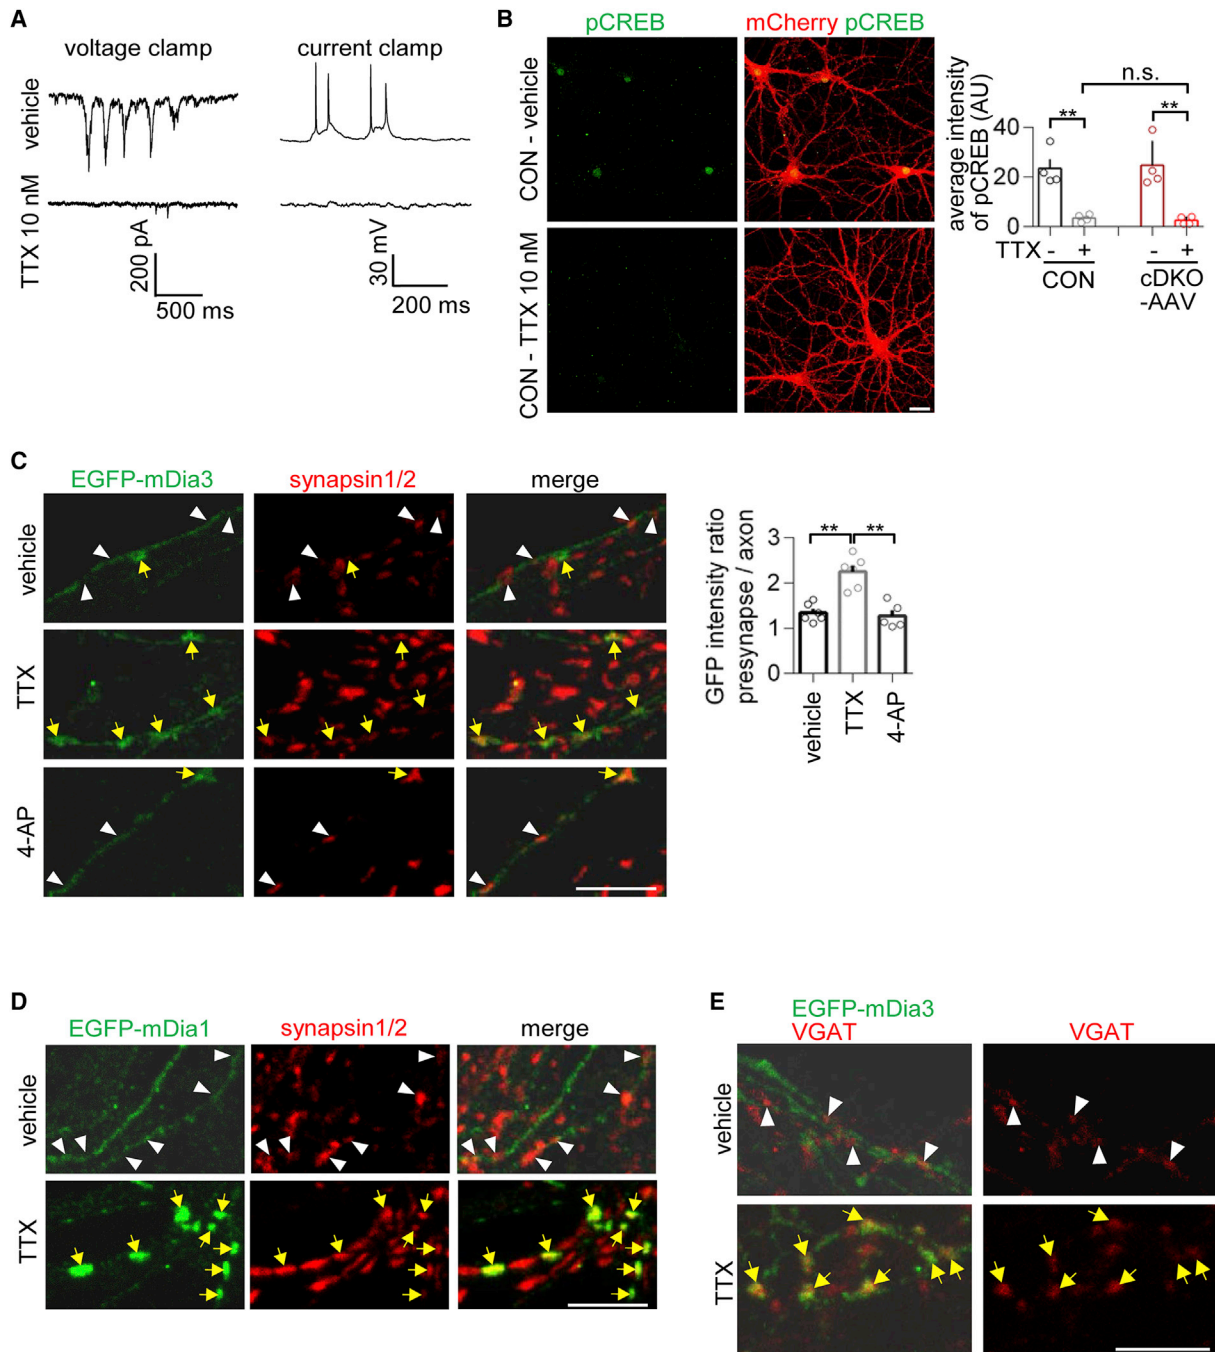 A
voltage clamp
current clamp
vehicle
TTX 10 nM
200 pA
500 ms
30 mV
200 ms
B
pCREB
mCherry pCREB
CON - vehicle
CON - TTX 10 nM
average intensity
of pCREB (AU)
n.s.
**
**
40
20
0
TTX - + - +
CON
cDKO
-AAV
C
EGFP-mDia3
synapsin1/2
merge
vehicle
TTX
4-AP
GFP intensity ratio
presynapse / axon
** **
3
2
1
0
vehicle
TTX
4-AP
D
EGFP-mDia1
synapsin1/2
merge
vehicle
TTX
E
EGFP-mDia3
VGAT
VGAT
vehicle
TTX